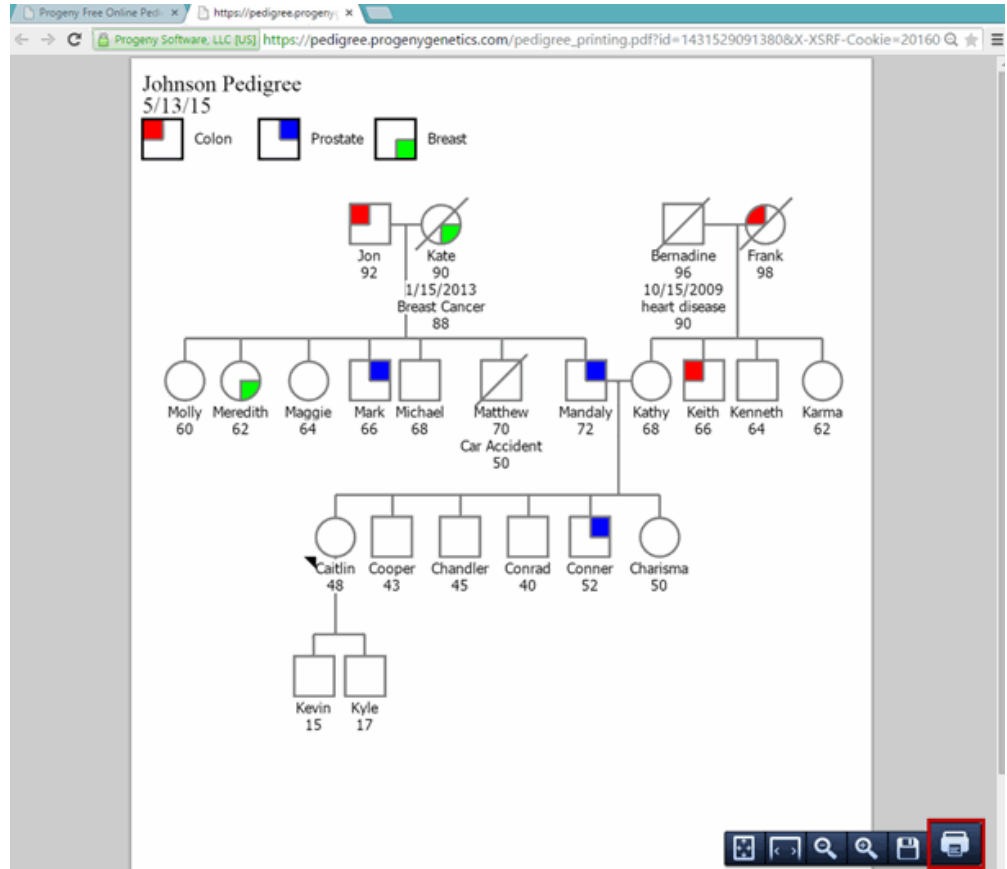 Progeny Free Online Pedi
https://pedigree.progeny
Progeny Software, LLC [US] https://pedigree.progenygenetics.com/pedigree_printing.pdf?id=1431529091380&X-XSRF-Cookie=20160
Johnson Pedigree
5/13/15
Colon Prostate Breast
Jon Kate Bernadine Frank
92 90 96 98
1/15/2013 10/15/2009
Breast Cancer heart disease
88 90
Molly Meredith Maggie Mark Michael Matthew Mandaly Kathy Keith Kenneth Karma
60 62 64 66 68 70 72 68 66 64 62
Car Accident
50
Caitlin Cooper Chandler Conrad Conner Charisma
48 43 45 40 52 50
Kevin Kyle
15 17